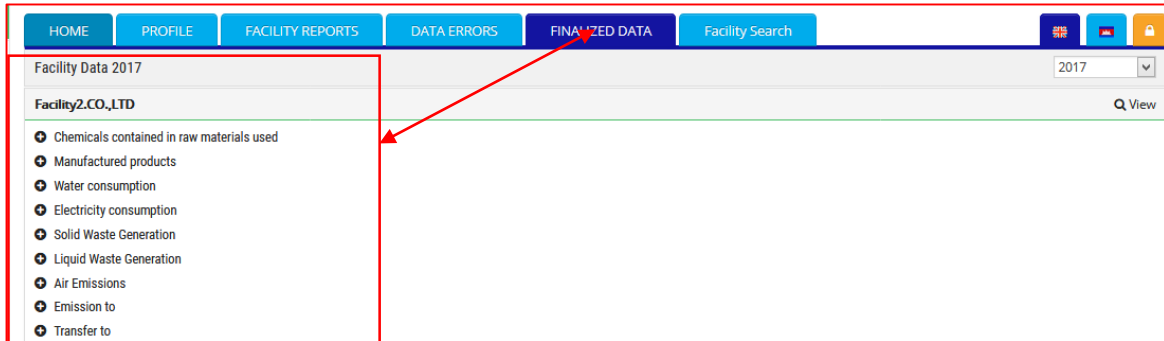 HOME PROFILE FACILITY REPORTS DATA ERRORS FINALIZED DATA Facility Search
Facility Data 2017 2017
Facility2.CO.,LTD View
Chemicals contained in raw materials used
Manufactured products
Water consumption
Electricity consumption
Solid Waste Generation
Liquid Waste Generation
Air Emissions
Emission to
Transfer to